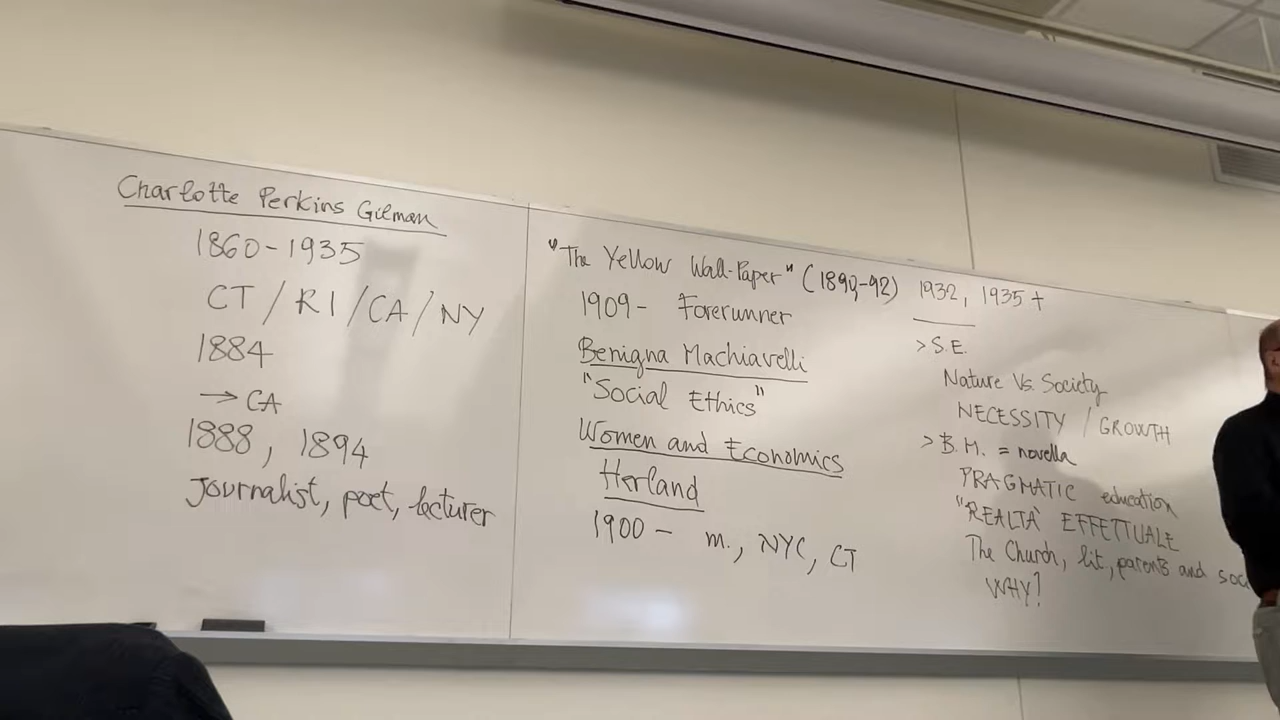 Charlotte Perkins Gilman
1860-1935
CT / RI / CA / NY
1884
→ CA
1888, 1894
Journalist, poet, lecturer
"The Yellow Wall-Paper" (1890-92)
1909- Forerunner
Benigna Machiavelli
"Social Ethics"
Women and Economics
Herland
1900 - m., NYC, CT
1932, 1935 +
> S.E.
Nature Vs. Society
NECESSITY / GROWTH
> B.M. = novella
PRAGMATIC education
"REALTA' EFFETTUALE
The Church, lit, parents and soc
WHY?